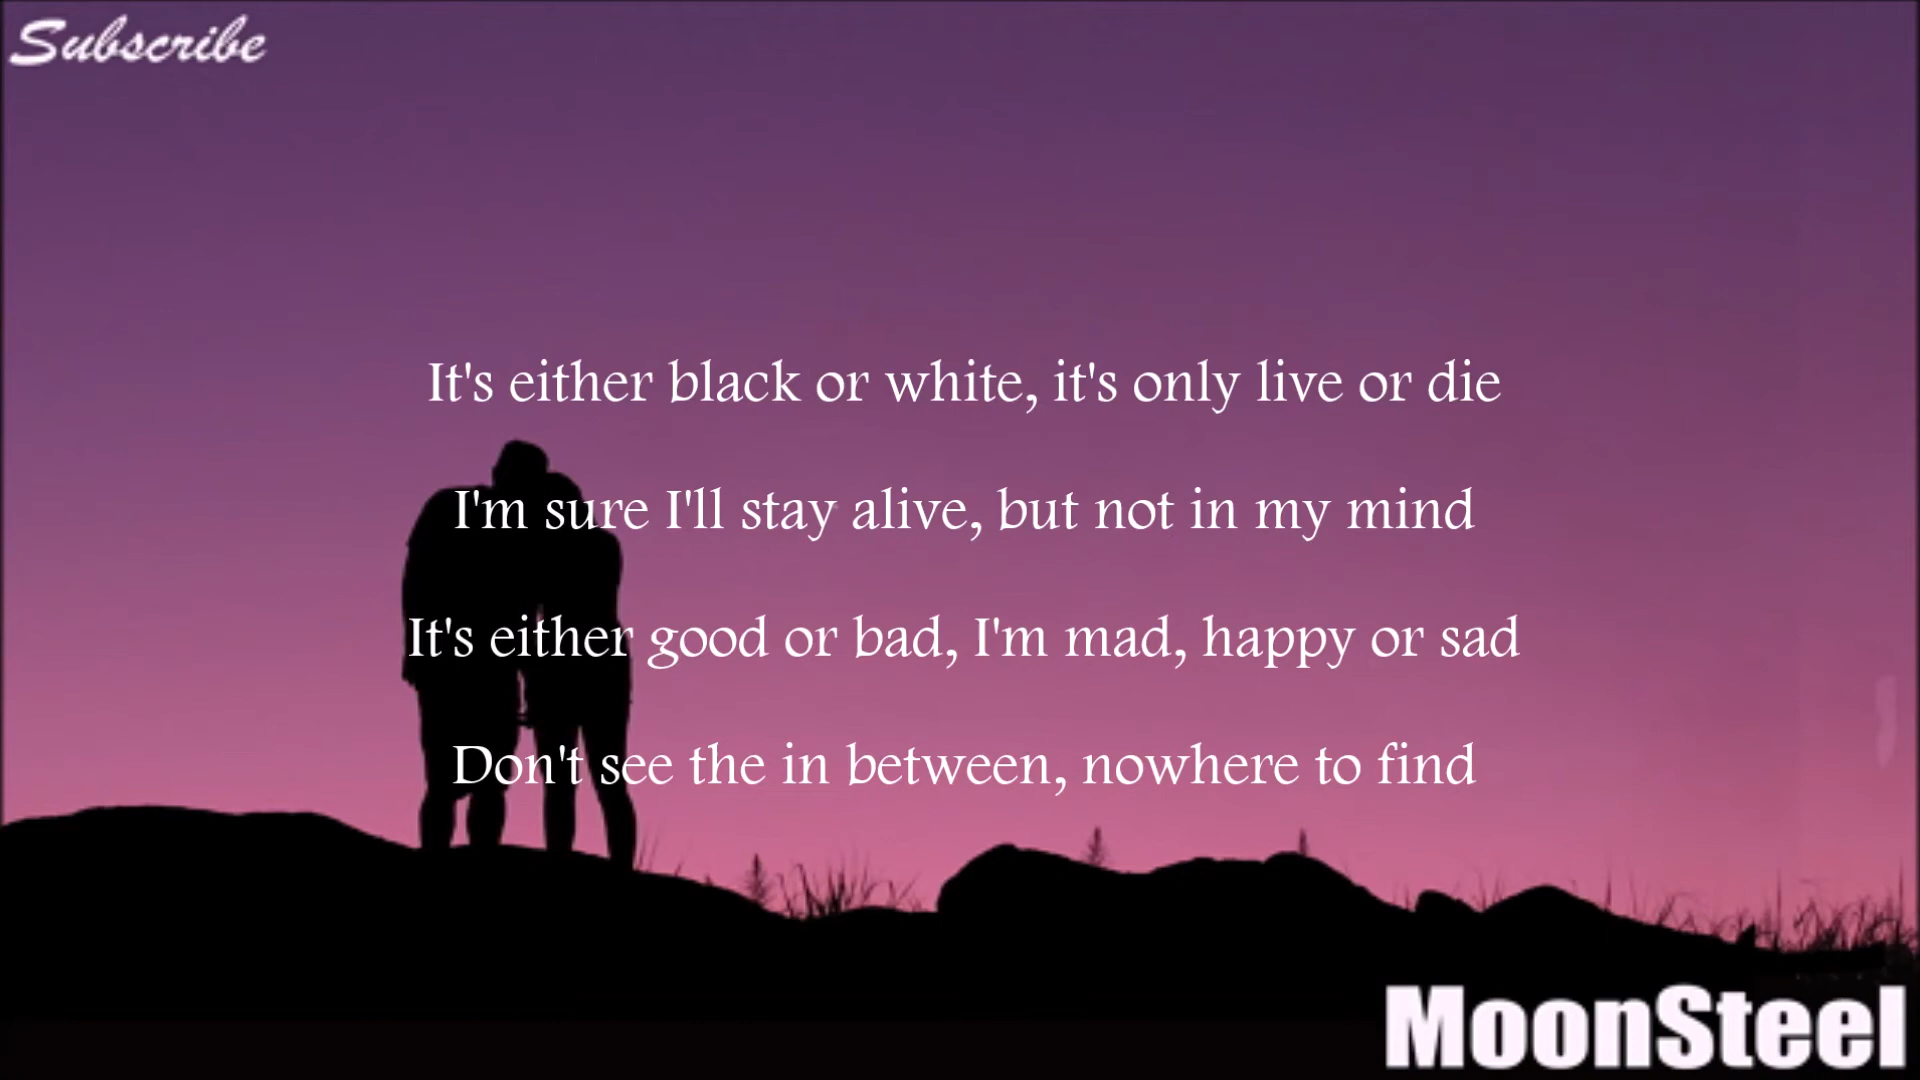 Subscribe
It's either black or white, it's only live or die
I'm sure I'll stay alive, but not in my mind
It's either good or bad, I'm mad, happy or sad
Don't see the in between, nowhere to find
MoonSteel